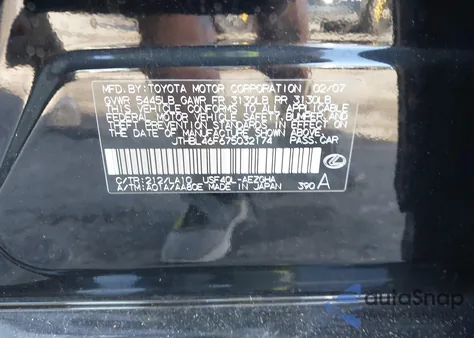 MFD. BY: TOYOTA MOTOR CORPORATION 02/07
GVWR 5445LB GAWR FR 3130LB RR 3130LB
THIS VEHICLE CONFORMS TO ALL APPLICABLE
FEDERAL MOTOR VEHICLE SAFETY, BUMPER, AND
THEFT PREVENTION STANDARDS IN EFFECT ON
THE DATE OF MANUFACTURE SHOWN ABOVE.
JTHBL46F675032174 PASS. CAR
C/TR: 212/LA10 USF40L-AEZGHA
A/TM: A01A/AA80E MADE IN JAPAN 390 A
autoSnap